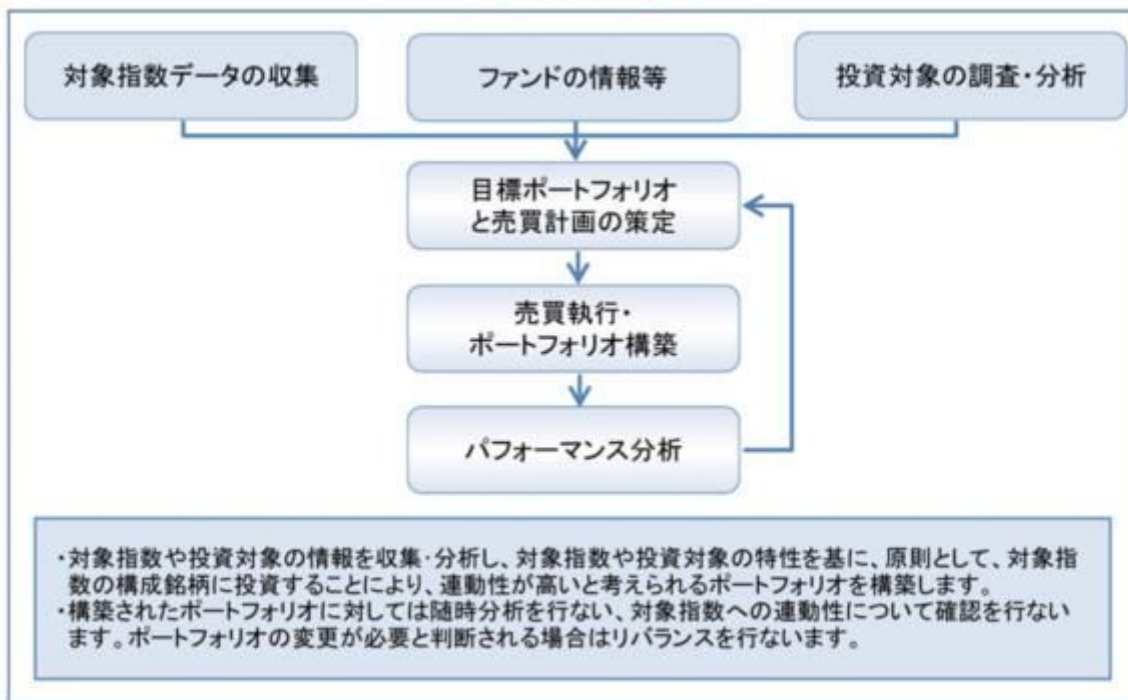 対象指数データの収集
ファンドの情報等
投資対象の調査・分析
目標ポートフォリオ
と売買計画の策定
売買執行・
ポートフォリオ構築
パフォーマンス分析
・対象指数や投資対象の情報を収集・分析し、対象指数や投資対象の特性を基に、原則として、対象指
数の構成銘柄に投資することにより、連動性が高いと考えられるポートフォリオを構築します。
・構築されたポートフォリオに対しては随時分析を行ない、対象指数への連動性について確認を行ない
ます。ポートフォリオの変更が必要と判断される場合はリバランスを行ないます。